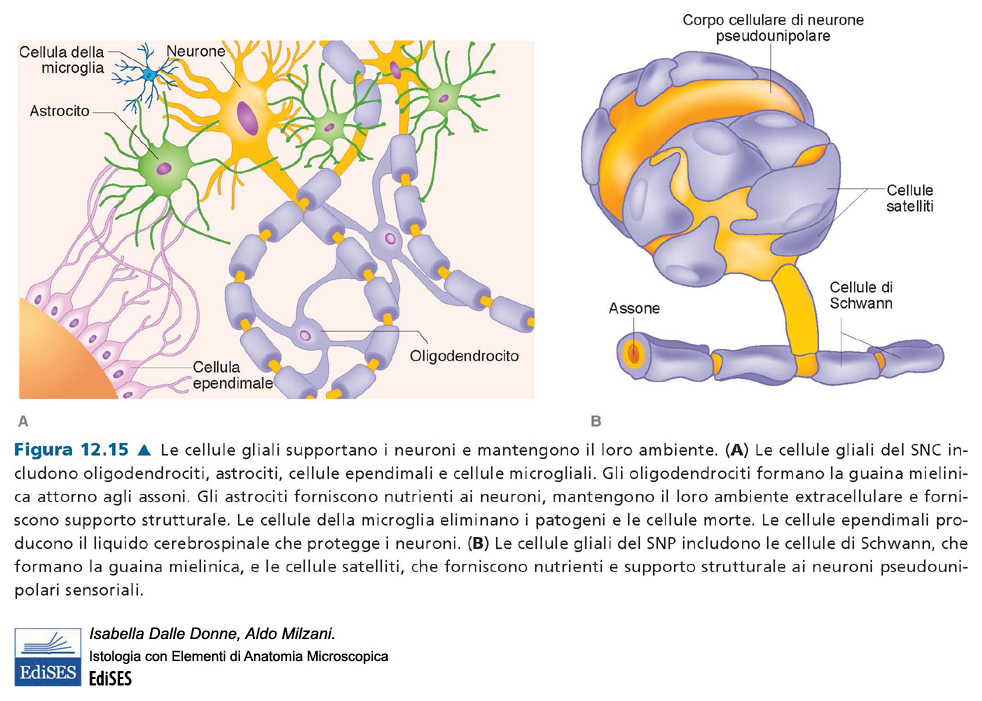 Cellula della
microglia
Neurone
Astrocito
Oligodendrocito
Cellula
ependimale
A
Corpo cellulare di neurone
pseudounipolare
Cellule
satelliti
Cellule di
Schwann
Assone
B
Figura 12.15 ▲ Le cellule gliali supportano i neuroni e mantengono il loro ambiente. (A) Le cellule gliali del SNC in-
cludono oligodendrociti, astrociti, cellule ependimali e cellule microgliali. Gli oligodendrociti formano la guaina mielini-
ca attorno agli assoni. Gli astrociti forniscono nutrienti ai neuroni, mantengono il loro ambiente extracellulare e forni-
scono supporto strutturale. Le cellule della microglia eliminano i patogeni e le cellule morte. Le cellule ependimali pro-
ducono il liquido cerebrospinale che protegge i neuroni. (B) Le cellule gliali del SNP includono le cellule di Schwann, che
formano la guaina mielinica, e le cellule satelliti, che forniscono nutrienti e supporto strutturale ai neuroni pseudouni-
polari sensoriali.
EdiSES
Isabella Dalle Donne, Aldo Milzani.
Istologia con Elementi di Anatomia Microscopica
EdiSES